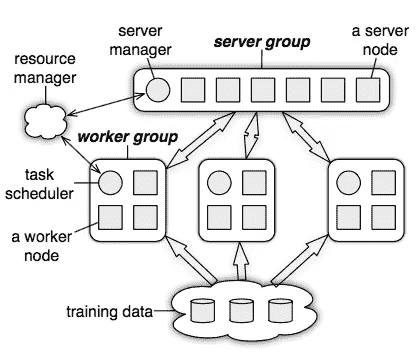 server
manager
server group
a server
node
resource
manager
worker group
task
scheduler
a worker
node
training data